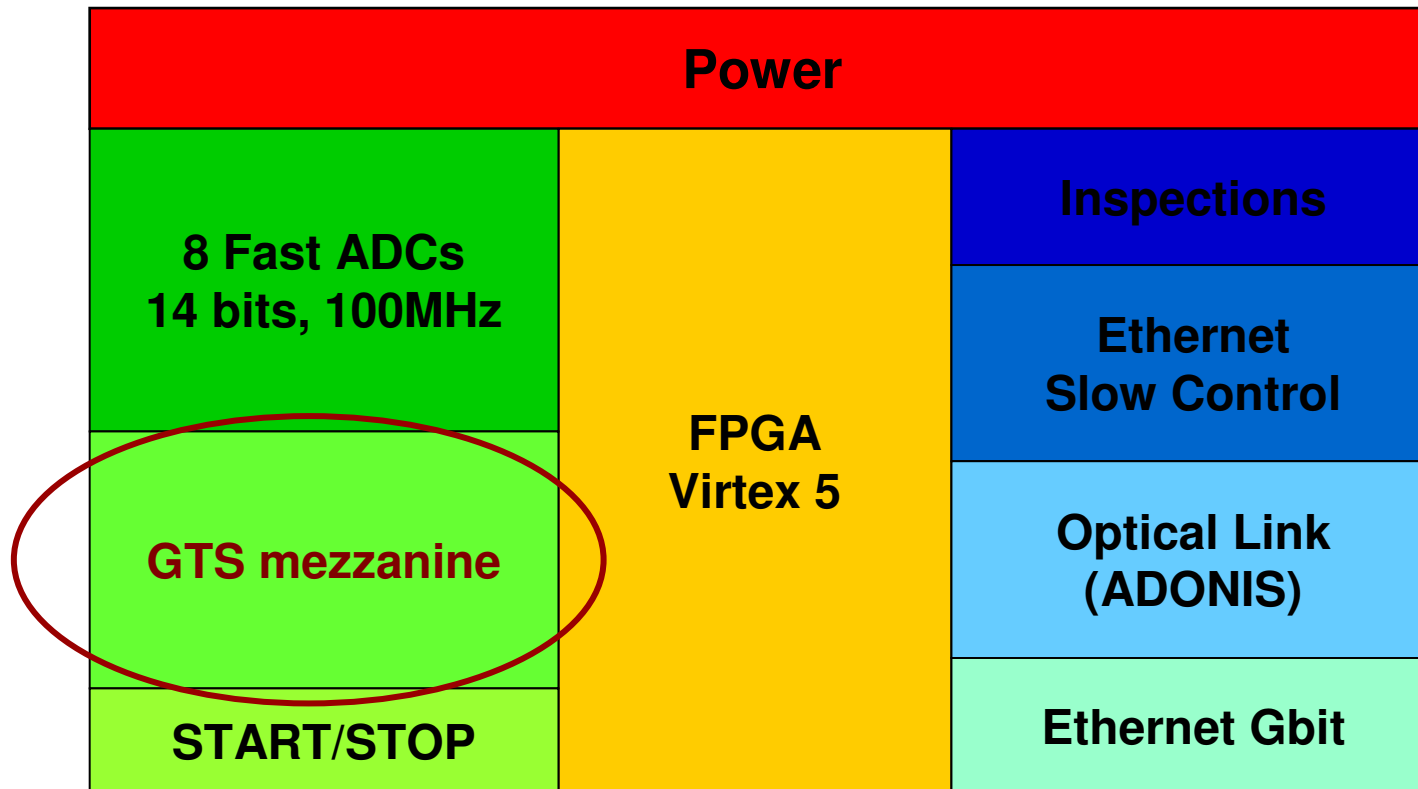 Power
8 Fast ADCs
14 bits, 100MHz
GTS mezzanine
START/STOP
FPGA
Virtex 5
Inspections
Ethernet
Slow Control
Optical Link
(ADONIS)
Ethernet Gbit